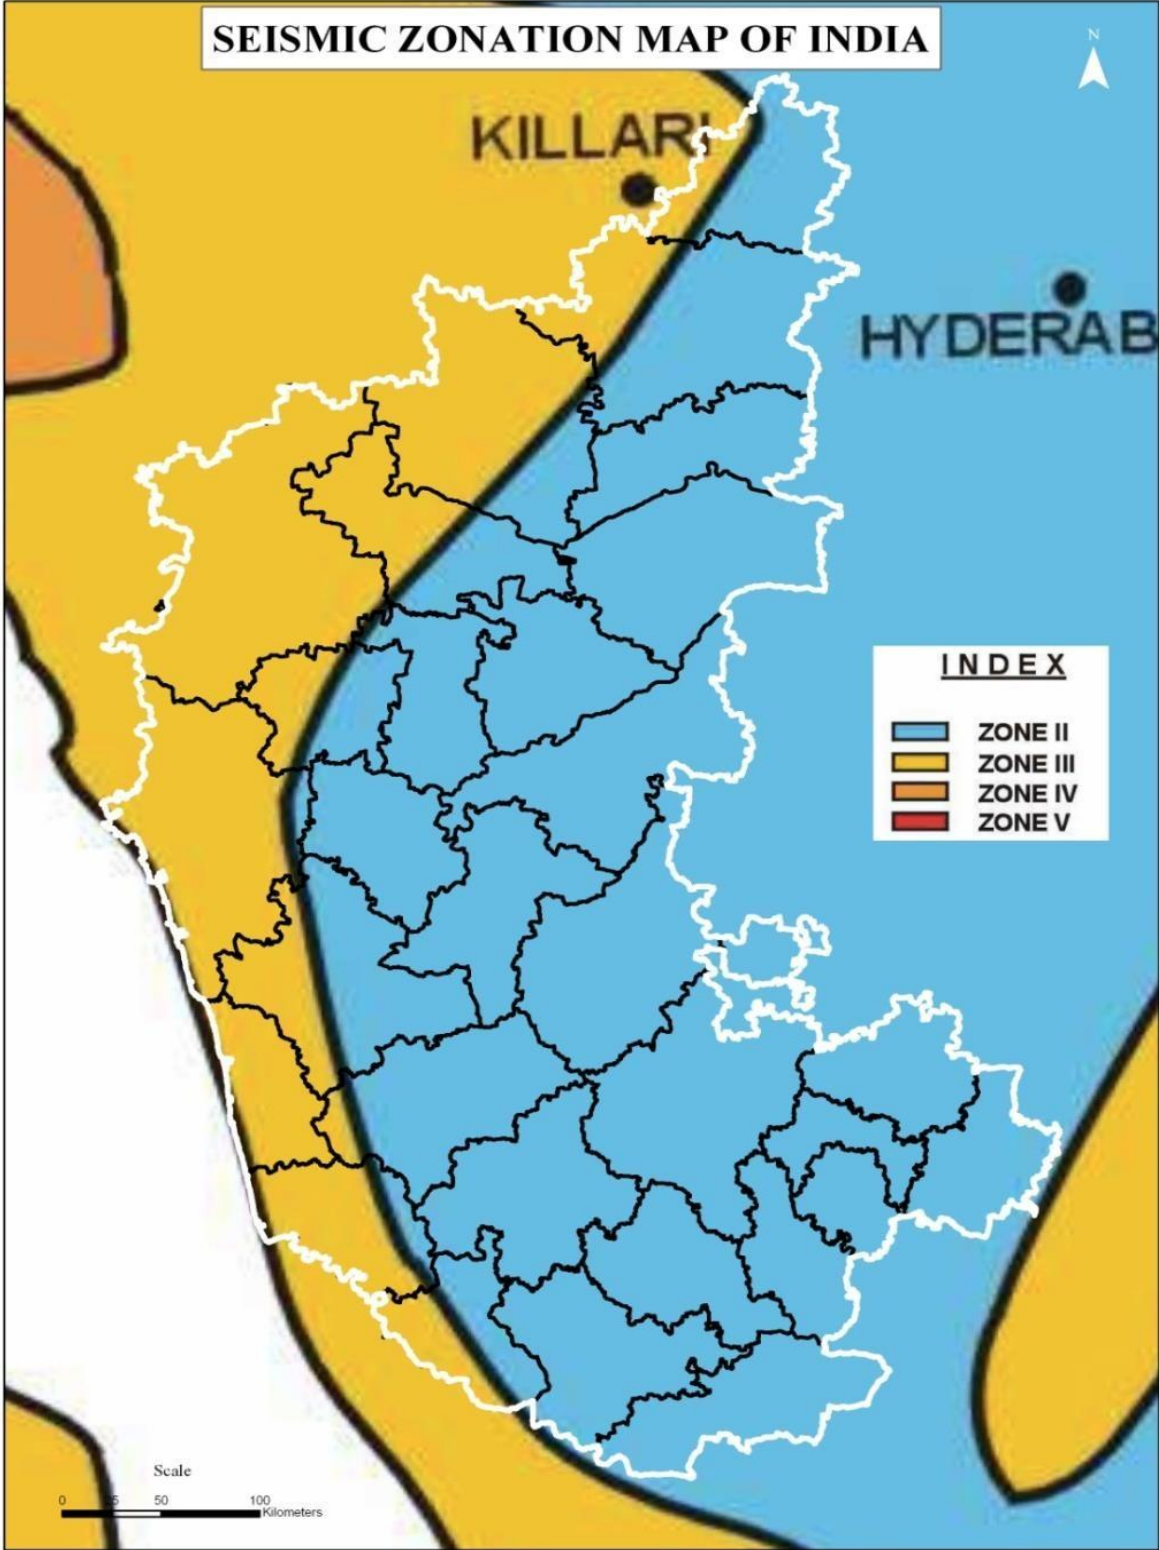 SEISMIC ZONATION MAP OF INDIA
N
KILLARI
HYDERAB
INDEX
ZONE II
ZONE III
ZONE IV
ZONE V
Scale
0 25 50 100
Kilometers